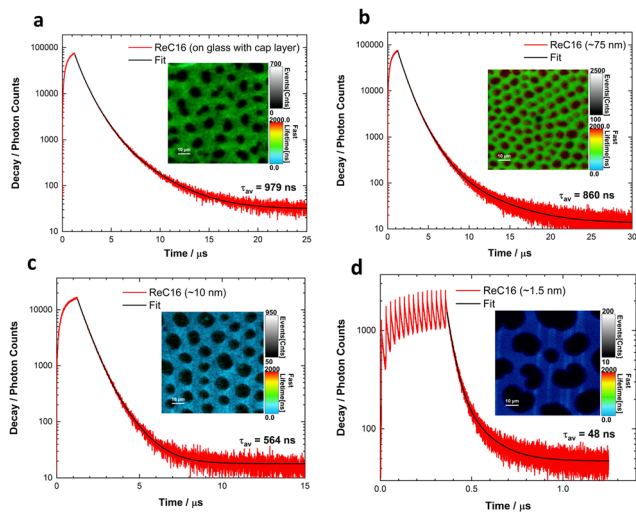 a
100000
10000
1000
100
10
Decay / Photon Counts
ReC16 (on glass with cap layer)
Fit
700
0
Events[Cnts]
2000.0
0.0
Fast
Lifetime[ns]
10 µm
τav = 979 ns
0 5 10 15 20 25
Time / µs
b
100000
10000
1000
100
10
Decay / Photon Counts
ReC16 (~75 nm)
Fit
2500
100
Events[Cnts]
2000.0
0.0
Fast
Lifetime[ns]
10 µm
τav = 860 ns
0 5 10 15 20 25 30
Time / µs
c
10000
1000
100
10
Decay / Photon Counts
ReC16 (~10 nm)
Fit
950
50
Events[Cnts]
2000
0.0
Fast
Lifetime[ns]
10 µm
τav = 564 ns
0 5 10 15
Time / µs
d
1000
100
Decay / Photon Counts
ReC16 (~1.5 nm)
Fit
200
0
Events[Cnts]
2000
0.0
Fast
Lifetime[ns]
10 µm
τav = 48 ns
0.0 0.5 1.0
Time / µs